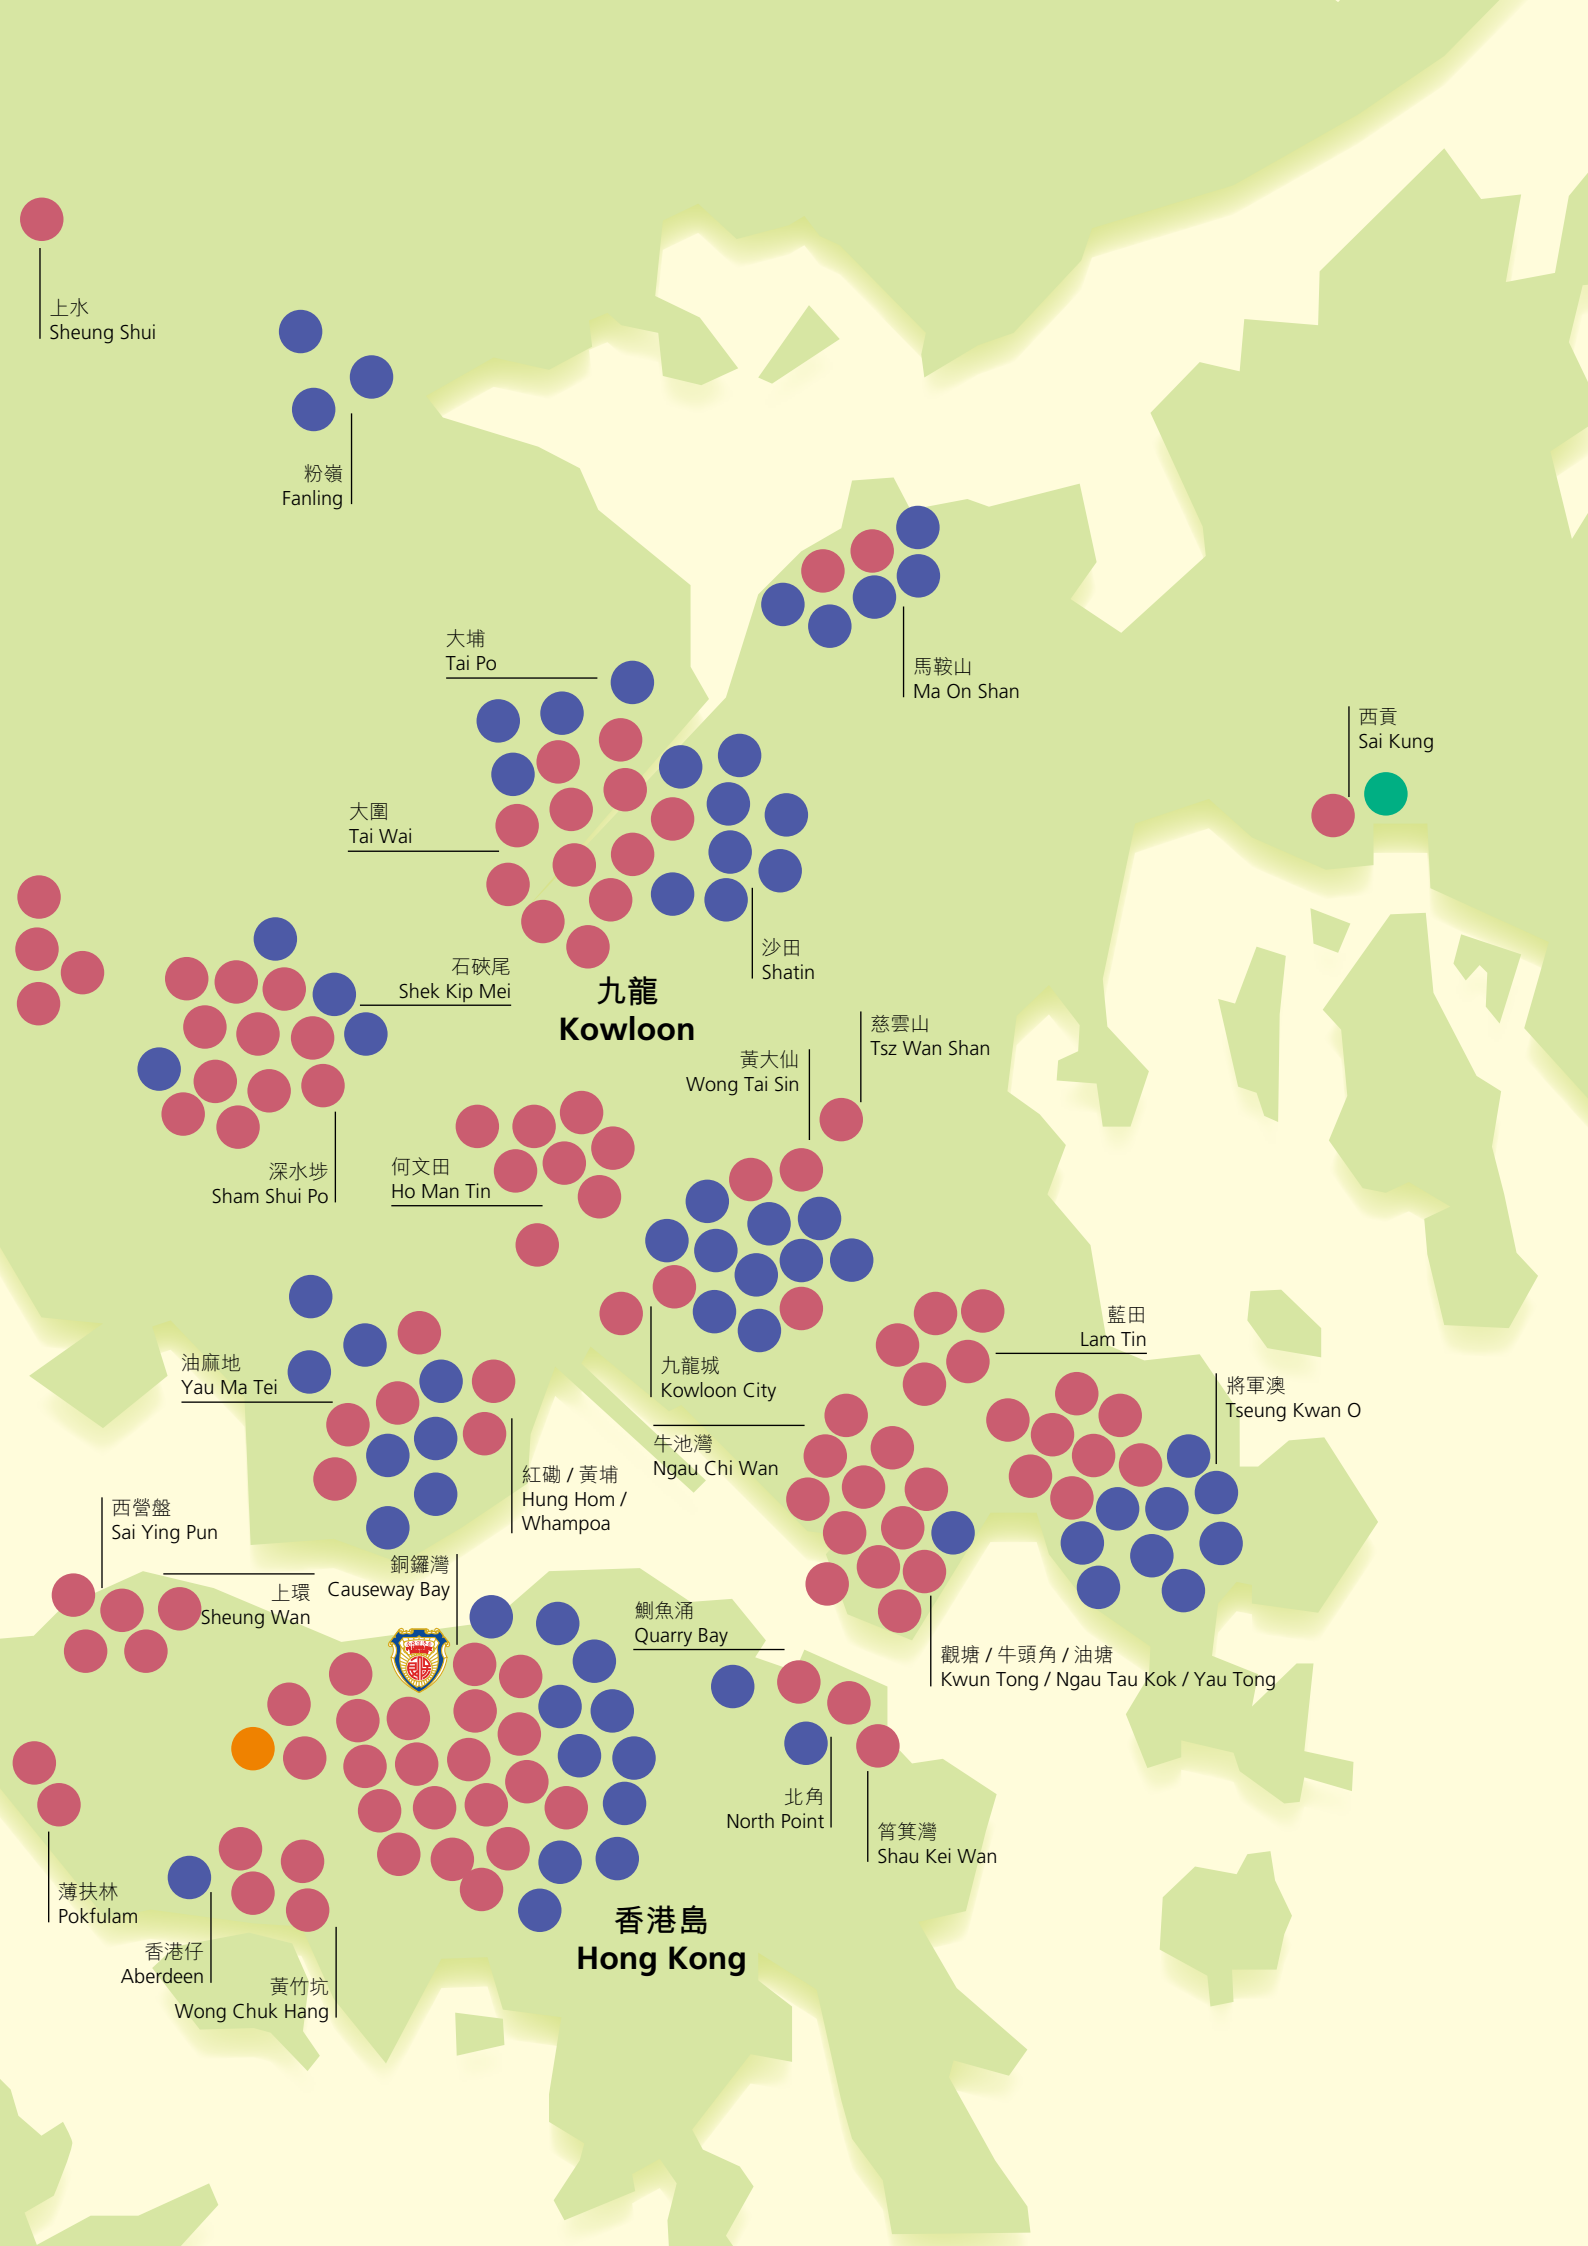 上水
Sheung Shui
粉嶺
Fanling
大埔
Tai Po
馬鞍山
Ma On Shan
西貢
Sai Kung
大圍
Tai Wai
沙田
Shatin
石硤尾
Shek Kip Mei
九龍
Kowloon
慈雲山
Tsz Wan Shan
黃大仙
Wong Tai Sin
深水埗
Sham Shui Po
何文田
Ho Man Tin
藍田
Lam Tin
油麻地
Yau Ma Tei
九龍城
Kowloon City
將軍澳
Tseung Kwan O
牛池灣
Ngau Chi Wan
紅磡 / 黃埔
Hung Hom /
Whampoa
西營盤
Sai Ying Pun
上環
Sheung Wan
銅鑼灣
Causeway Bay
鰂魚涌
Quarry Bay
觀塘 / 牛頭角 / 油塘
Kwun Tong / Ngau Tau Kok / Yau Tong
北角
North Point
筲箕灣
Shau Kei Wan
薄扶林
Pokfulam
香港島
Hong Kong
香港仔
Aberdeen
黃竹坑
Wong Chuk Hang